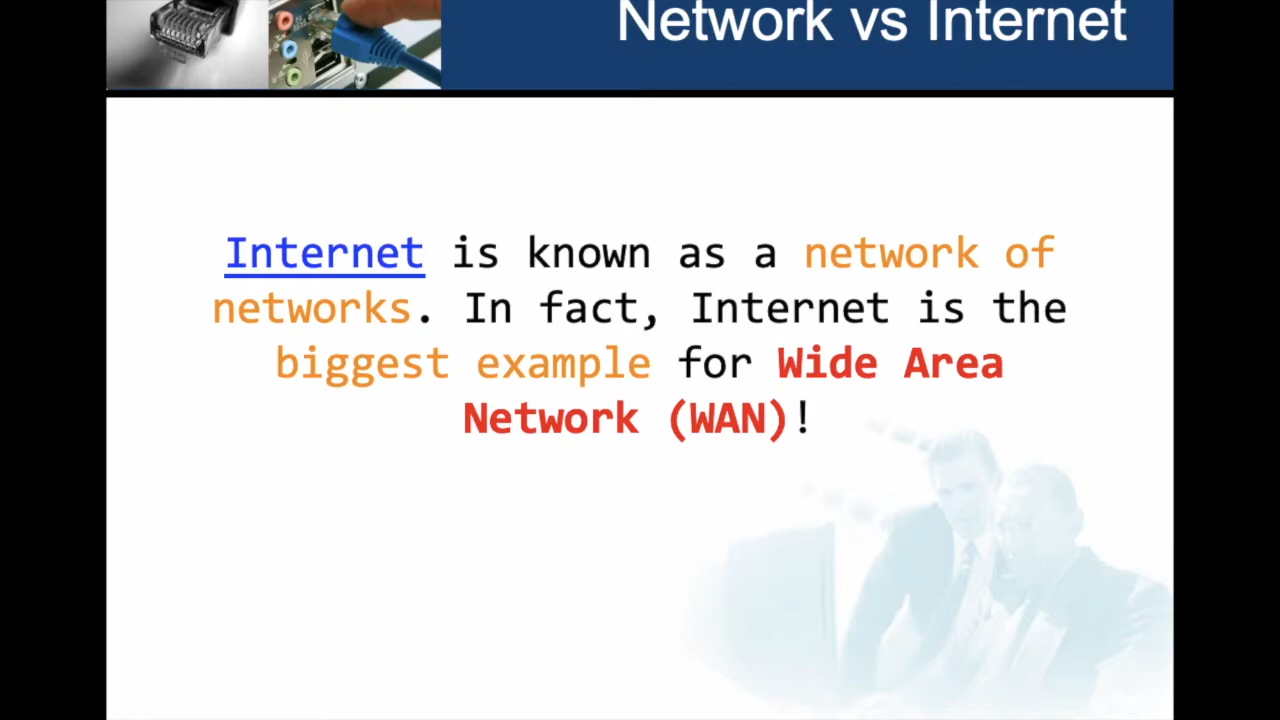 Network vs Internet
Internet is known as a network of
networks. In fact, Internet is the
biggest example for Wide Area
Network (WAN)!